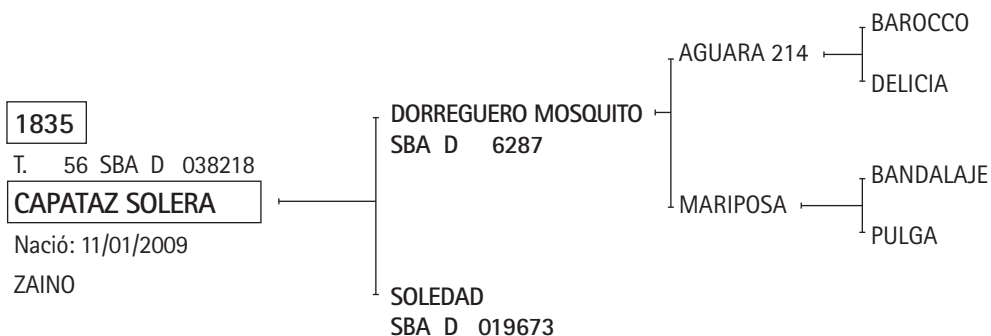 1835
T. 56 SBA D 038218
CAPATAZ SOLERA
Nació: 11/01/2009
ZAINO
DORREGUERO MOSQUITO
SBA D 6287
SOLEDAD
SBA D 019673
AGUARA 214
MARIPOSA
BAROCCO
DELICIA
BANDALAJE
PULGA